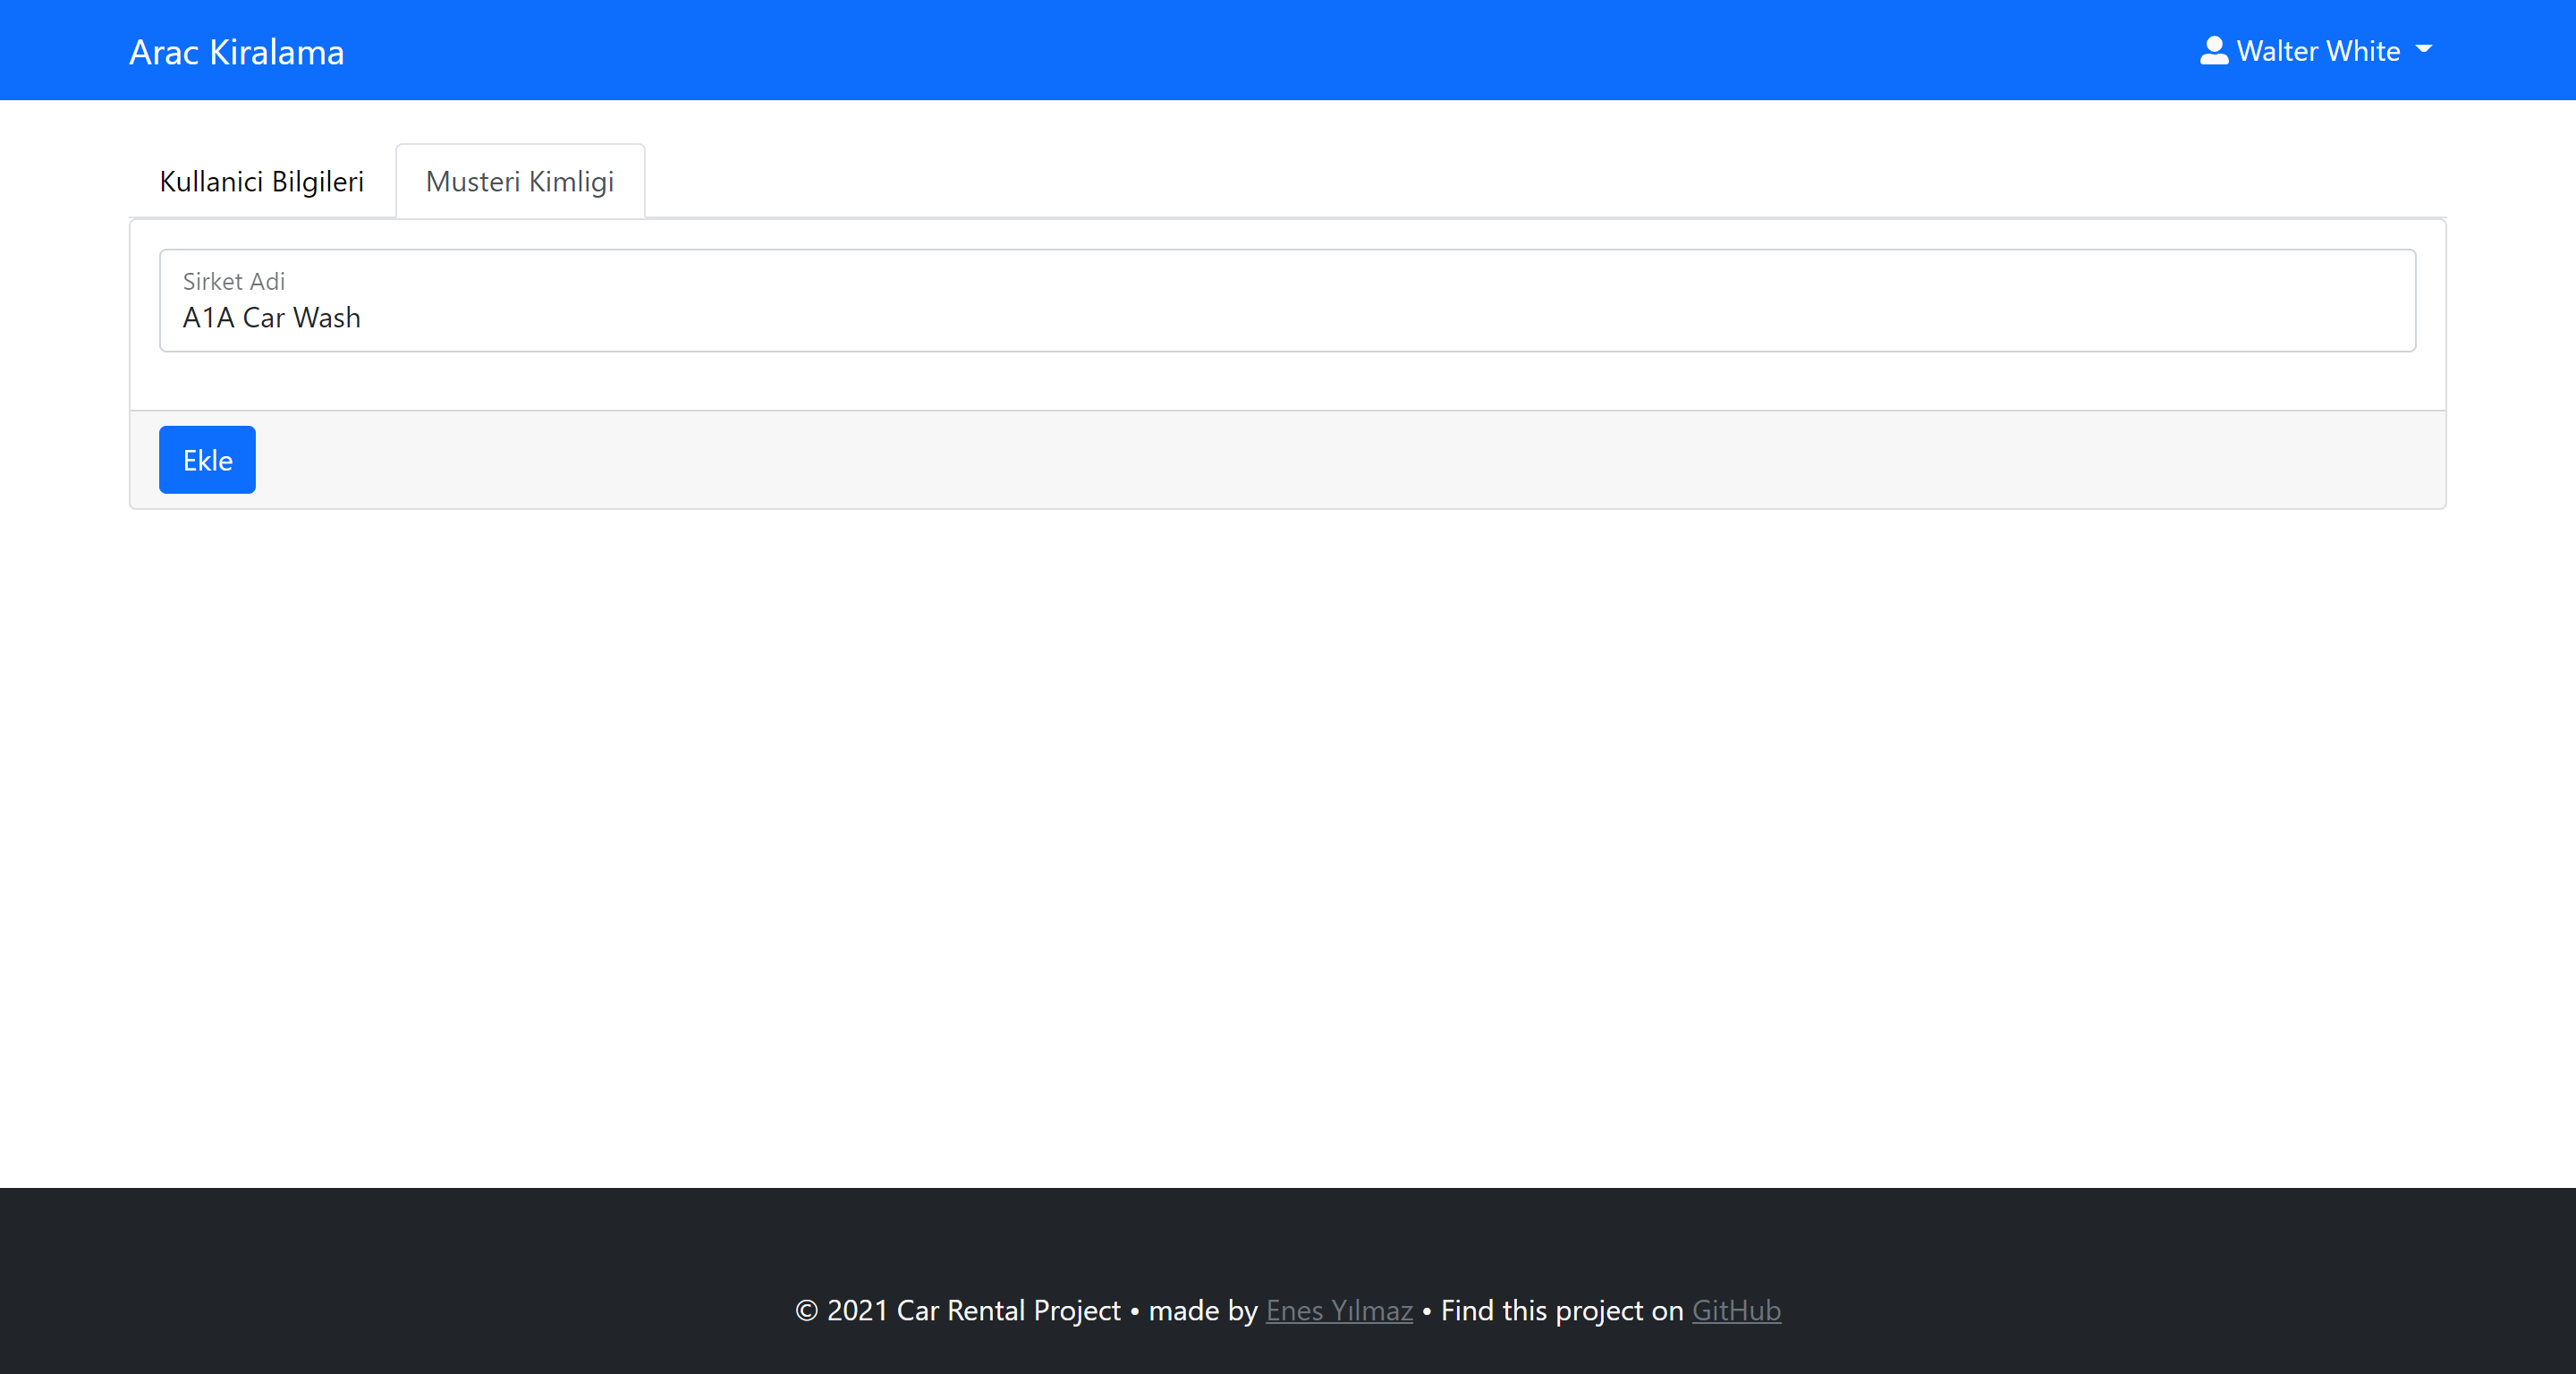 Arac Kiralama
Walter White
Kullanici Bilgileri
Musteri Kimligi
Sirket Adi
A1A Car Wash
Ekle
© 2021 Car Rental Project • made by Enes Yılmaz • Find this project on GitHub